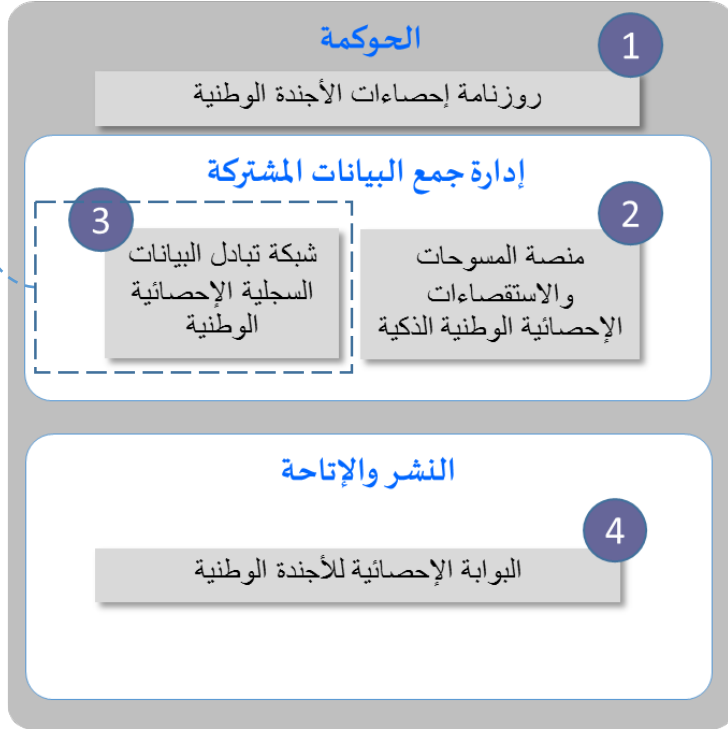 الحوكمة
1
روزنامة إحصاءات الأجندة الوطنية
إدارة جمع البيانات المشتركة
2
منصة المسوحات
والاستقصاءات
الإحصائية الوطنية الذكية
3
شبكة تبادل البيانات
السجلية الإحصائية
الوطنية
النشر والإتاحة
4
البوابة الإحصائية للأجندة الوطنية